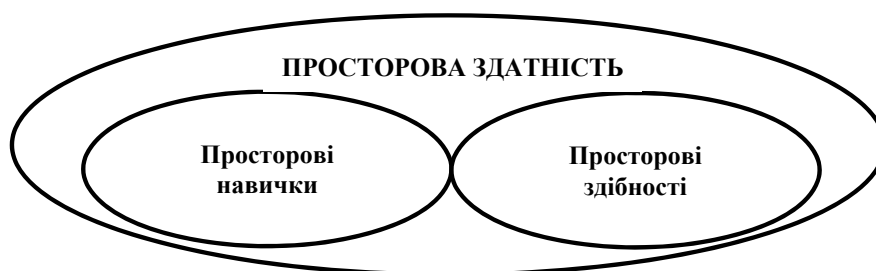 ПРОСТОРОВА ЗДАТНІСТЬ
Просторові
навички
Просторові
здібності